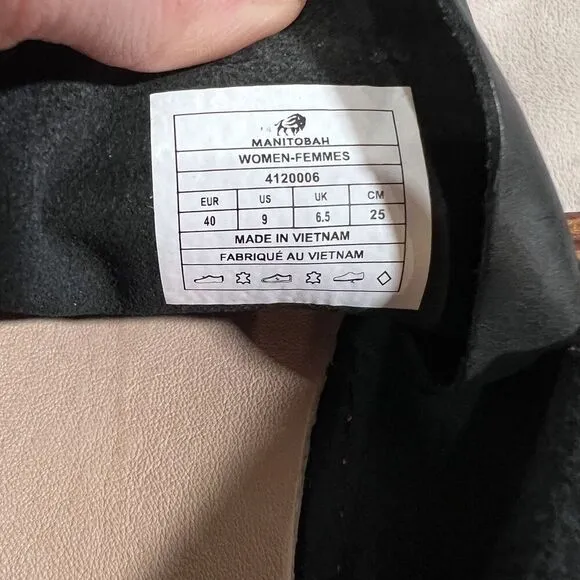 MANITOBAH
WOMEN-FEMMES
4120006
EUR US UK CM
40 9 6.5 25
MADE IN VIETNAM
FABRIQUÉ AU VIETNAM